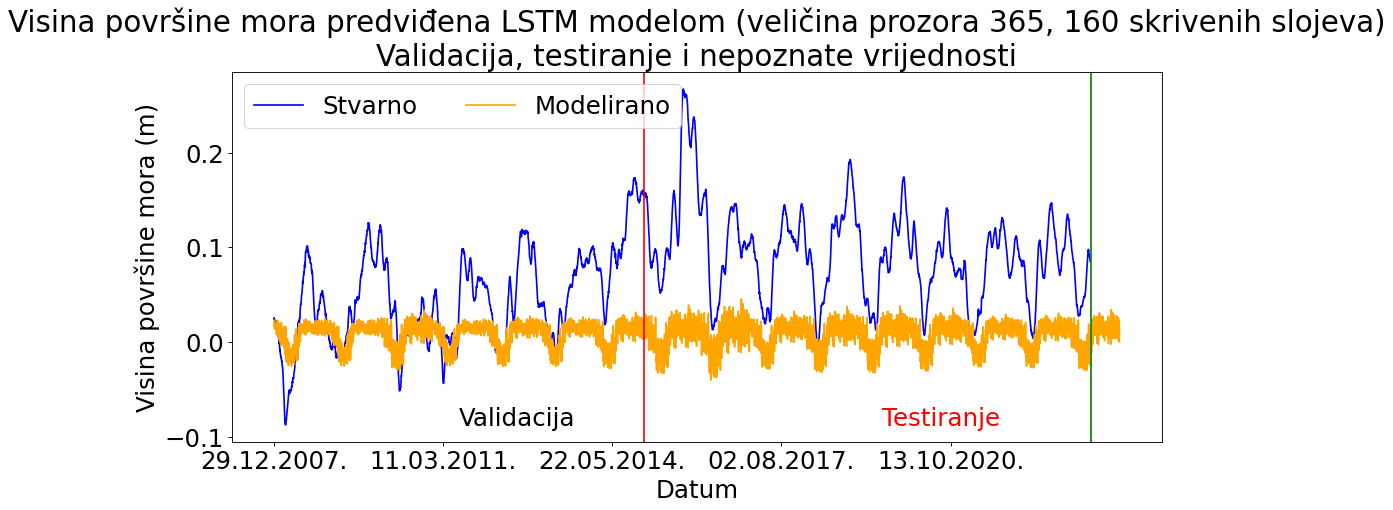 Visina površine mora predviđena LSTM modelom (veličina prozora 365, 160 skrivenih slojeva)
Validacija, testiranje i nepoznate vrijednosti
Stvarno Modelirano
Visina površine mora (m)
0.2
0.1
0.0
−0.1
Validacija Testiranje
29.12.2007. 11.03.2011. 22.05.2014. 02.08.2017. 13.10.2020.
Datum